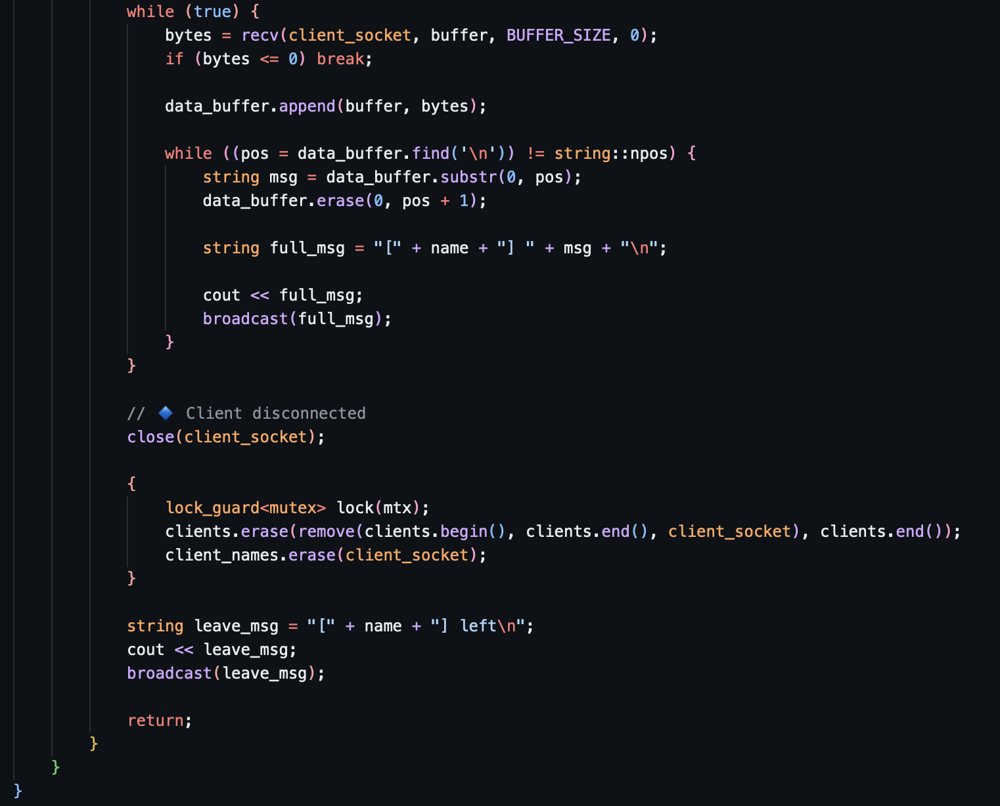 while (true) {
bytes = recv(client_socket, buffer, BUFFER_SIZE, 0);
if (bytes <= 0) break;
data_buffer.append(buffer, bytes);
while ((pos = data_buffer.find('\n')) != string::npos) {
string msg = data_buffer.substr(0, pos);
data_buffer.erase(0, pos + 1);
string full_msg = "[" + name + "] " + msg + "\n";
cout << full_msg;
broadcast(full_msg);
}
}
// 🔷 Client disconnected
close(client_socket);
{
lock_guard<mutex> lock(mtx);
clients.erase(remove(clients.begin(), clients.end(), client_socket), clients.end());
client_names.erase(client_socket);
}
string leave_msg = "[" + name + "] left\n";
cout << leave_msg;
broadcast(leave_msg);
return;
}
}
}